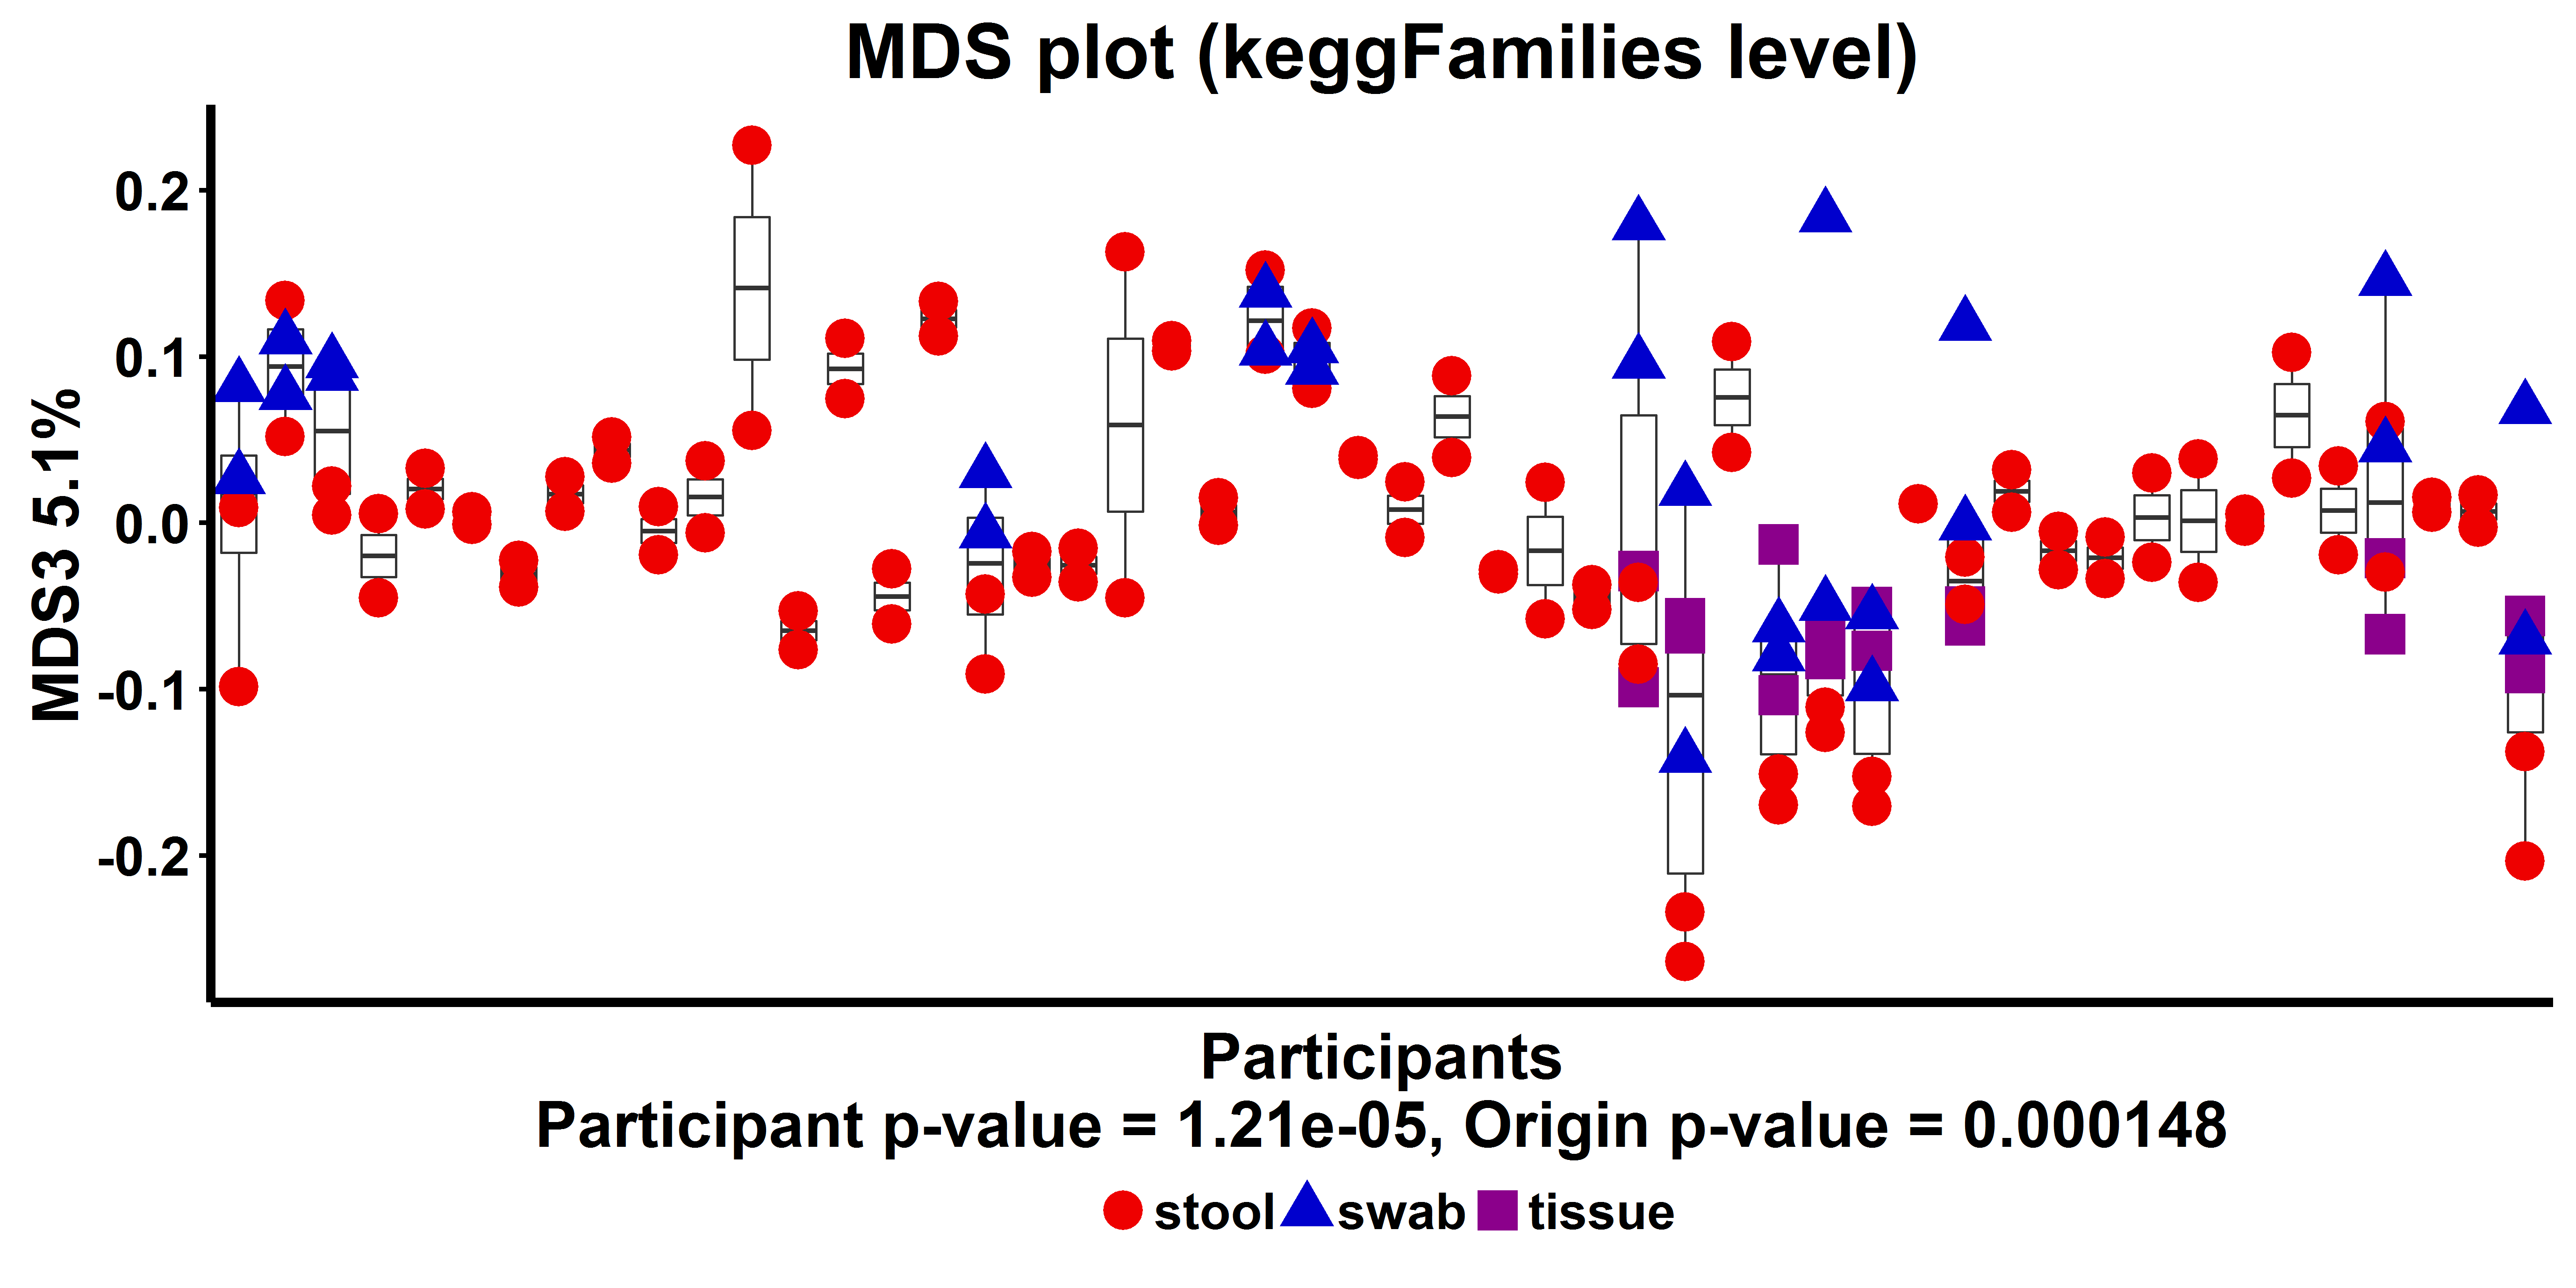 MDS plot (keggFamilies level)
MDS3 5.1%
0.2
0.1
0.0
-0.1
-0.2
Participants
Participant p-value = 1.21e-05, Origin p-value = 0.000148
stool swab tissue